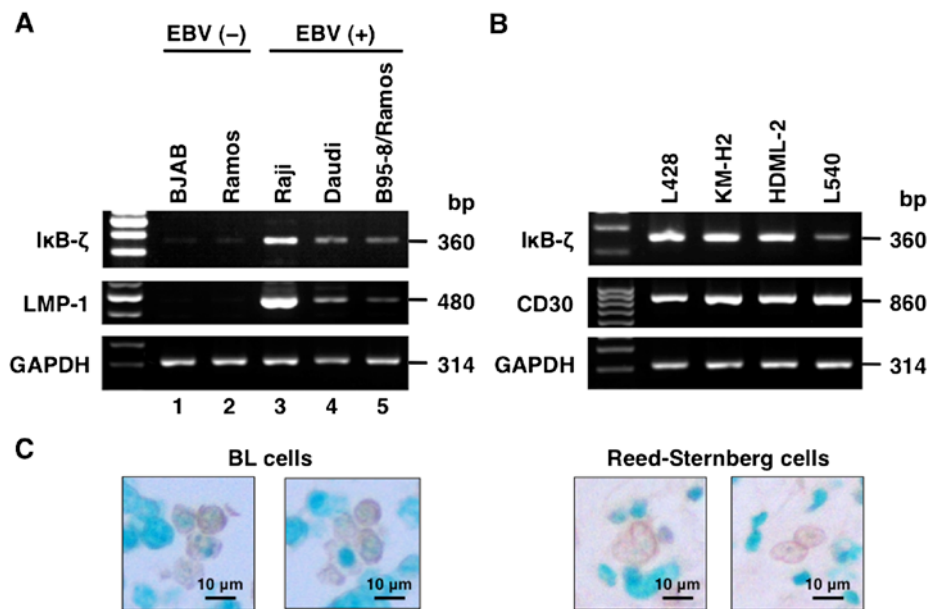 A
EBV (–) EBV (+)
BJAB
Ramos
Raji
Daudi
B95-8/Ramos
bp
IκB-ζ 360
LMP-1 480
GAPDH 314
1 2 3 4 5
B
L428
KM-H2
HDML-2
L540
bp
IκB-ζ 360
CD30 860
GAPDH 314
C
BL cells
10 µm
10 µm
Reed-Sternberg cells
10 µm
10 µm